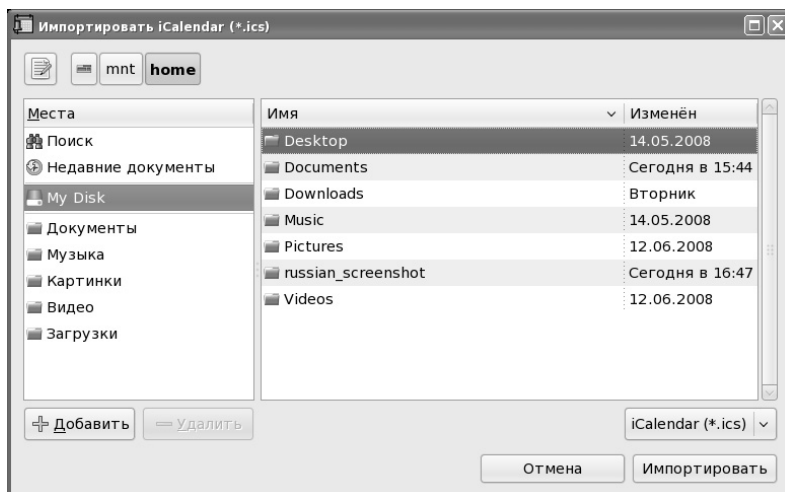 Импортировать iCalendar (*.ics)
mnt home
Места
Поиск
Недавние документы
My Disk
Документы
Музыка
Картинки
Видео
Загрузки
Имя Изменён
Desktop 14.05.2008
Documents Сегодня в 15:44
Downloads Вторник
Music 14.05.2008
Pictures 12.06.2008
russian_screenshot Сегодня в 16:47
Videos 12.06.2008
Добавить Удалить iCalendar (*.ics)
Отмена Импортировать